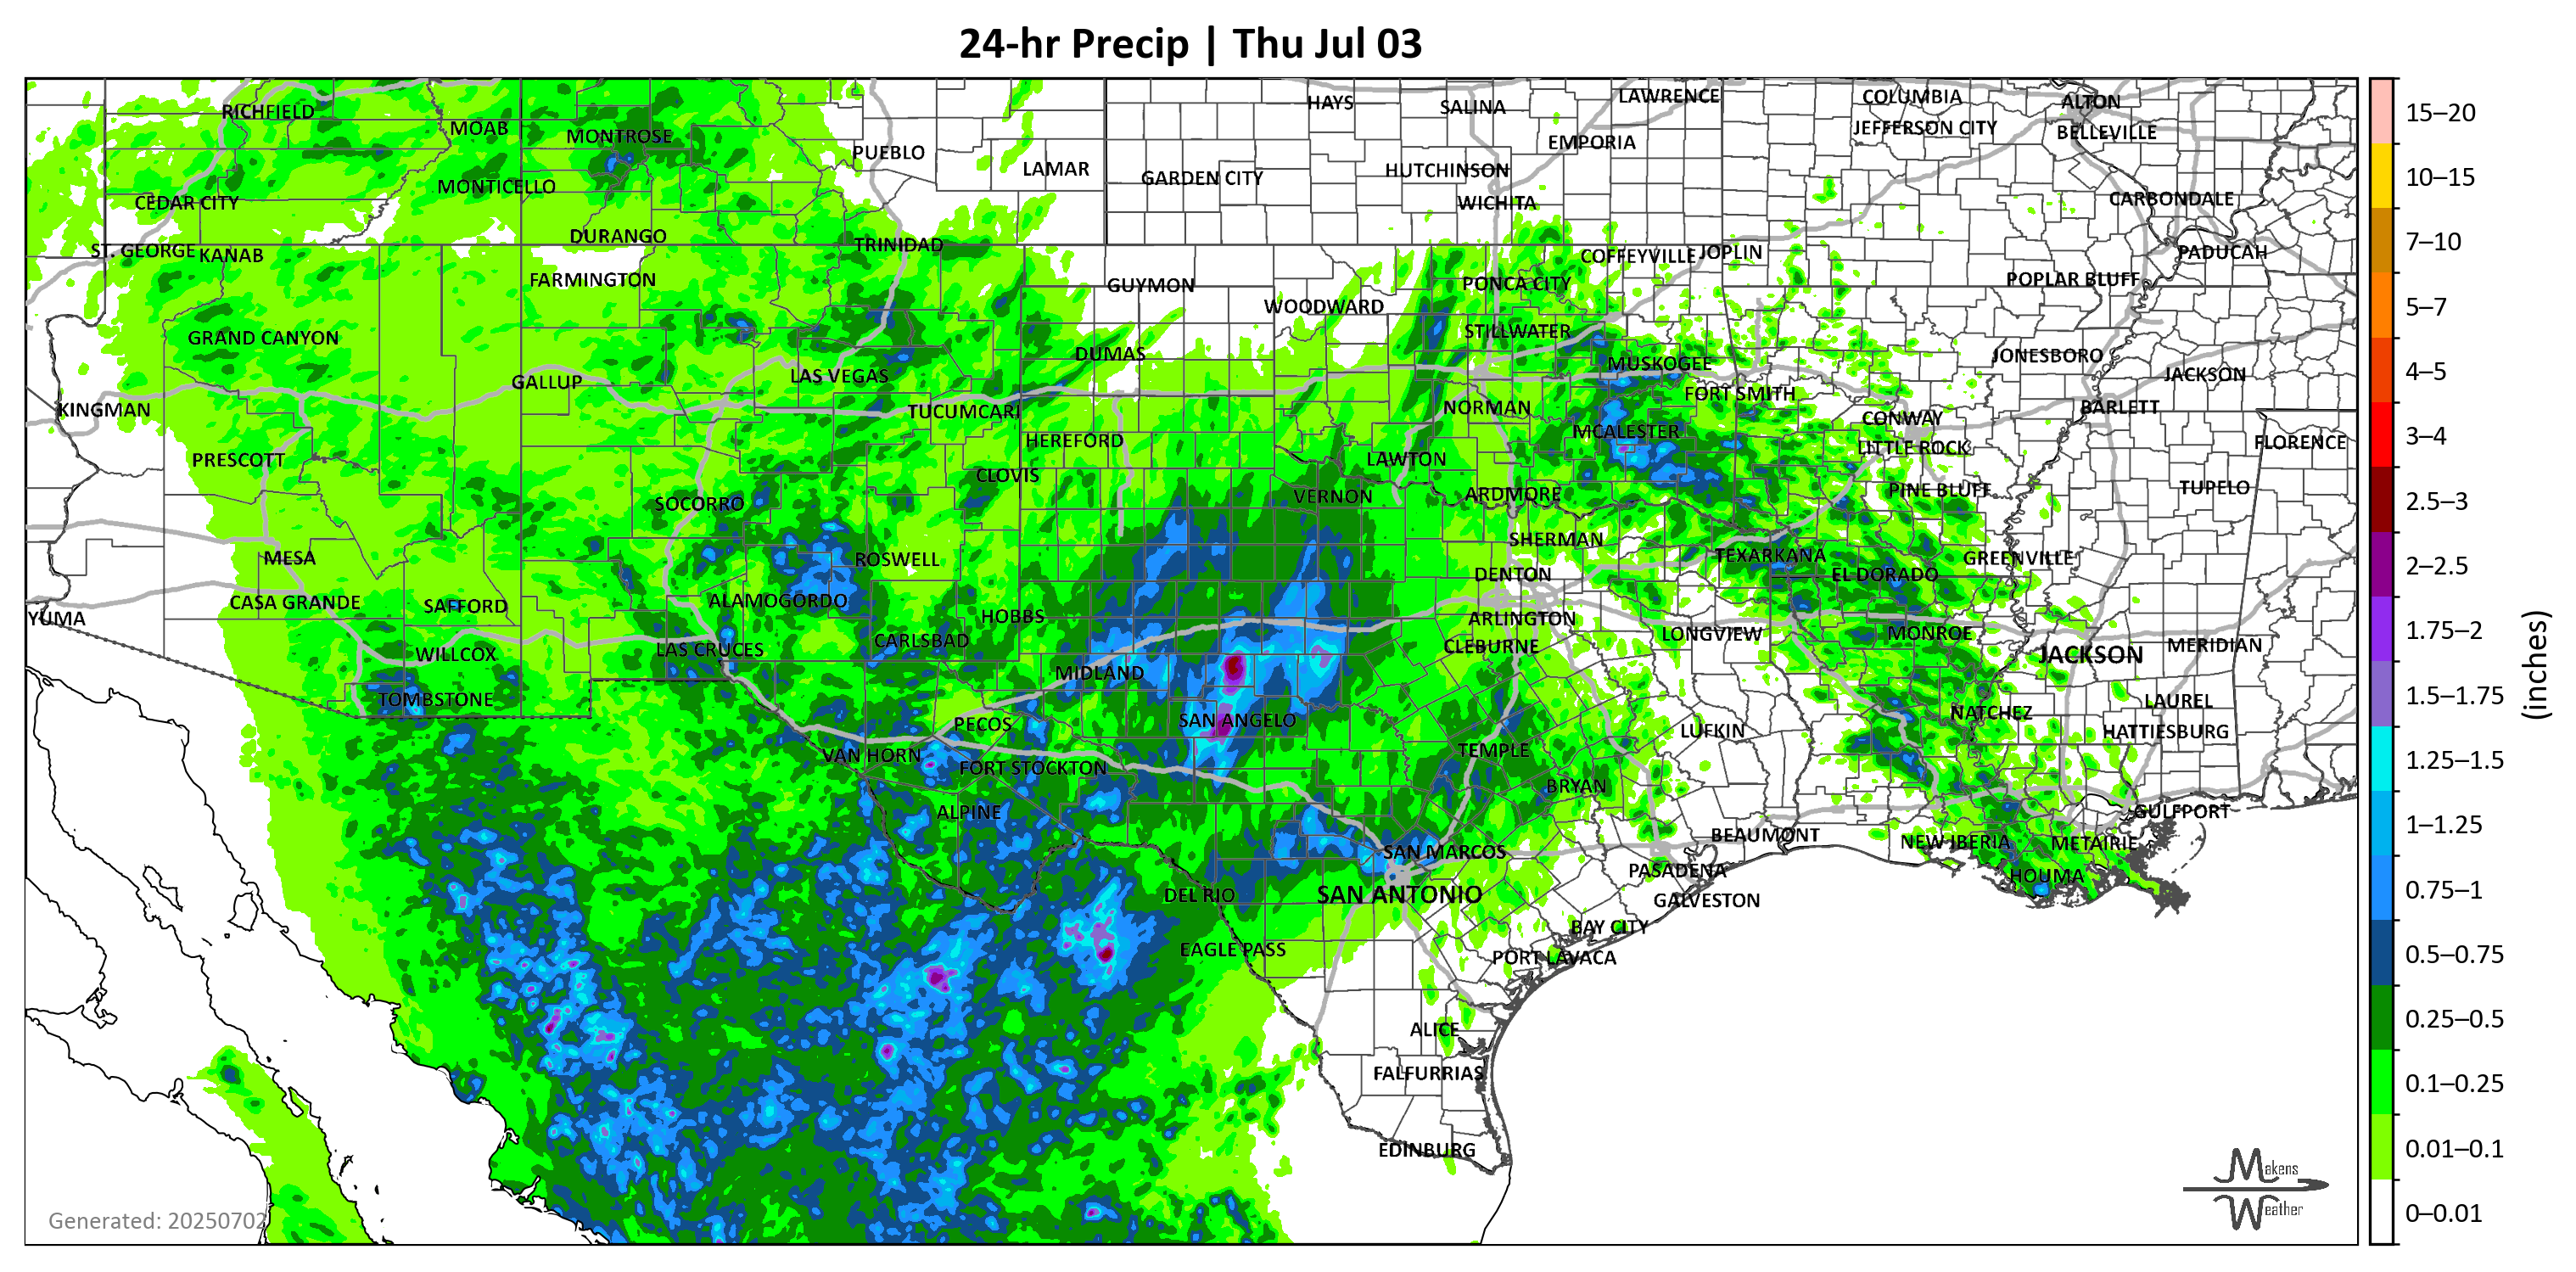 24-hr Precip | Thu Jul 03
HAYS
SALINA
LAWRENCE
COLUMBIA
ALTON
RICHFIELD
MOAB
MONTROSE
JEFFERSON CITY
BELLEVILLE
PUEBLO
EMPORIA
LAMAR
GARDEN CITY
HUTCHINSON
MONTICELLO
CEDAR CITY
WICHITA
CARBONDALE
DURANGO
TRINIDAD
ST. GEORGE
KANAB
COFFEYVILLE
JOPLIN
PADUCAH
FARMINGTON
GUYMON
PONCA CITY
POPLAR BLUFF
WOODWARD
GRAND CANYON
STILLWATER
DUMAS
JONESBORO
MUSKOGEE
GALLUP
LAS VEGAS
JACKSON
FORT SMITH
KINGMAN
TUCUMCARI
NORMAN
BARLETT
CONWAY
HEREFORD
MCALESTER
LITTLE ROCK
FLORENCE
PRESCOTT
LAWTON
CLOVIS
VERNON
ARDMORE
PINE BLUFF
TUPELO
SOCORRO
SHERMAN
MESA
ROSWELL
TEXARKANA
GREENVILLE
DENTON
EL DORADO
CASA GRANDE
SAFFORD
ALAMOGORDO
HOBBS
YUMA
ARLINGTON
CARLSBAD
LONGVIEW
MONROE
CLEBURNE
MERIDIAN
WILLCOX
LAS CRUCES
JACKSON
MIDLAND
TOMBSTONE
LAUREL
NATCHEZ
PECOS
SAN ANGELO
LUFKIN
HATTIESBURG
VAN HORN
TEMPLE
FORT STOCKTON
BRYAN
ALPINE
GULFPORT
BEAUMONT
NEW IBERIA
METAIRIE
SAN MARCOS
PASADENA
HOUMA
DEL RIO
SAN ANTONIO
GALVESTON
BAY CITY
EAGLE PASS
PORT LAVACA
ALICE
FALFURRIAS
EDINBURG
Generated: 20250702
Makens
Weather
15–20
10–15
7–10
5–7
4–5
3–4
2.5–3
2–2.5
1.75–2
1.5–1.75
1.25–1.5
1–1.25
0.75–1
0.5–0.75
0.25–0.5
0.1–0.25
0.01–0.1
0–0.01
(inches)